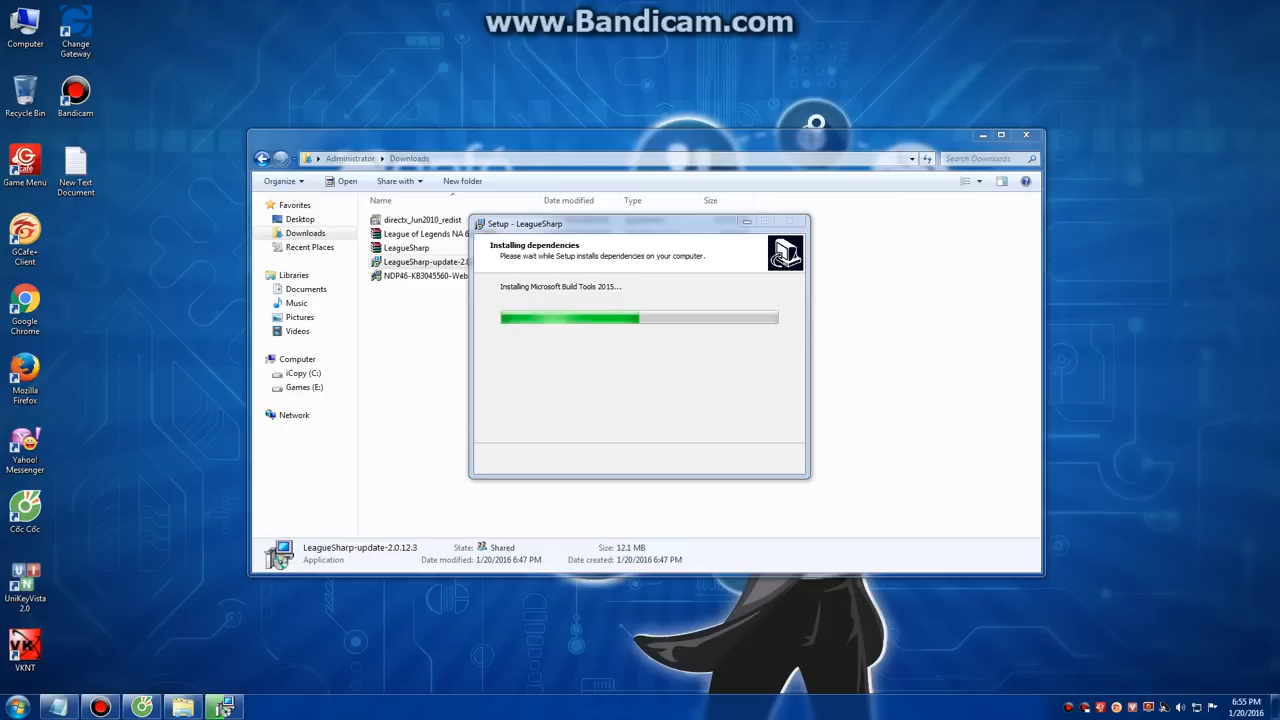 www.Bandicam.com
Computer
Change
Gateway
Recycle Bin
Bandicam
Game Menu
New Text
Document
GCafe+
Client
Google
Chrome
Mozilla
Firefox
Yahoo!
Messenger
Cốc Cốc
UniKeyVista
2.0
VKNT
Administrator
Downloads
Search Downloads
Organize
Open
Share with
New folder
Favorites
Desktop
Downloads
Recent Places
Libraries
Documents
Music
Pictures
Videos
Computer
iCopy (C:)
Games (E:)
Network
Name
Date modified
Type
Size
directx_Jun2010_redist
League of Legends NA 6
LeagueSharp
LeagueSharp-update-2.0
NDP46-KB3045560-Web
Setup - LeagueSharp
Installing dependencies
Please wait while Setup installs dependencies on your computer.
Installing Microsoft Build Tools 2015...
LeagueSharp-update-2.0.12.3
State: Shared
Size: 12.1 MB
Application
Date modified: 1/20/2016 6:47 PM
Date created: 1/20/2016 6:47 PM
6:55 PM
1/20/2016